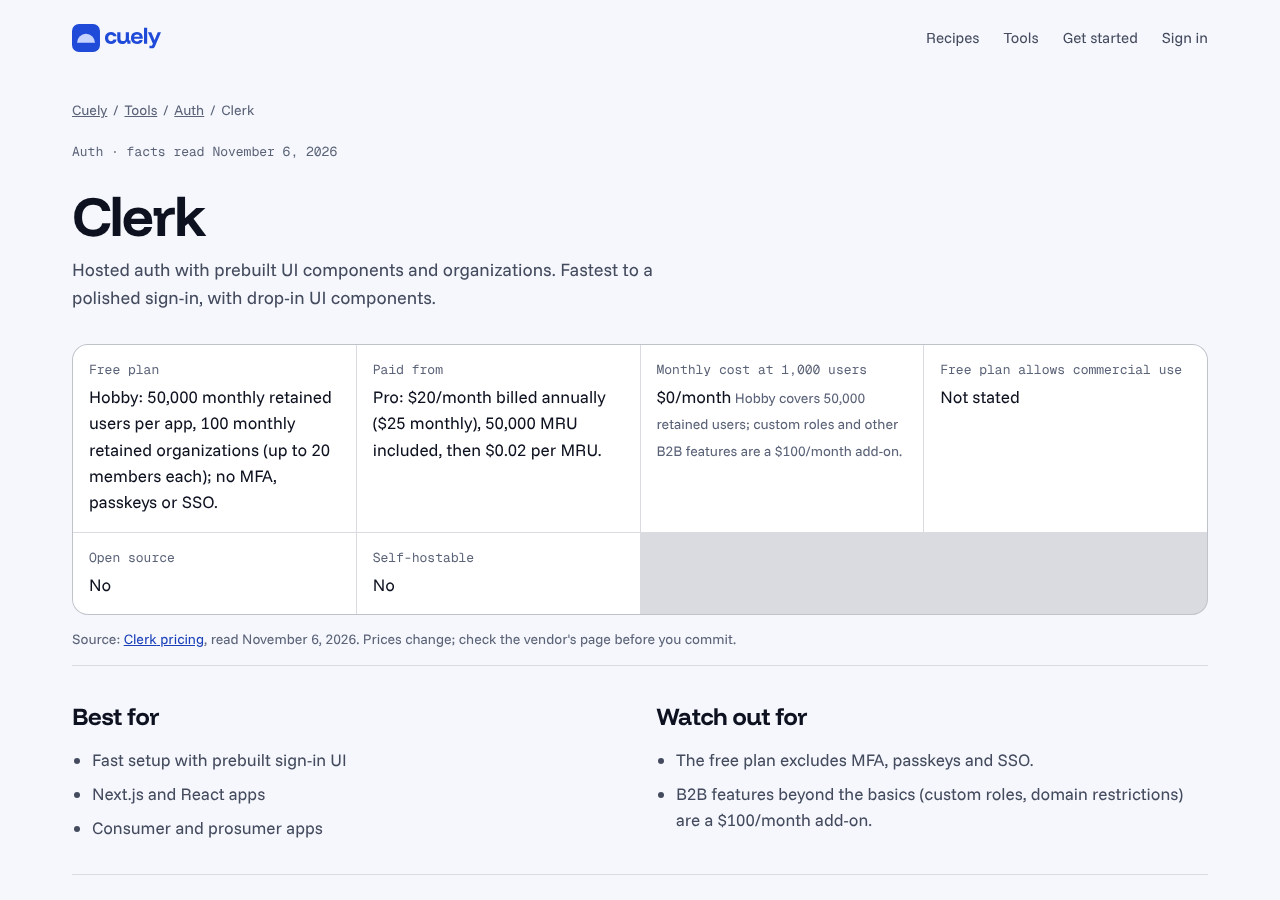 cuely
Recipes Tools Get started Sign in
Cuely / Tools / Auth / Clerk
Auth · facts read November 6, 2026
Clerk
Hosted auth with prebuilt UI components and organizations. Fastest to a
polished sign-in, with drop-in UI components.
Free plan
Hobby: 50,000 monthly retained
users per app, 100 monthly
retained organizations (up to 20
members each); no MFA,
passkeys or SSO.
Paid from
Pro: $20/month billed annually
($25 monthly), 50,000 MRU
included, then $0.02 per MRU.
Monthly cost at 1,000 users
$0/month Hobby covers 50,000
retained users; custom roles and other
B2B features are a $100/month add-on.
Free plan allows commercial use
Not stated
Open source
No
Self-hostable
No
Source: Clerk pricing, read November 6, 2026. Prices change; check the vendor's page before you commit.
Best for
• Fast setup with prebuilt sign-in UI
• Next.js and React apps
• Consumer and prosumer apps
Watch out for
• The free plan excludes MFA, passkeys and SSO.
• B2B features beyond the basics (custom roles, domain restrictions)
are a $100/month add-on.